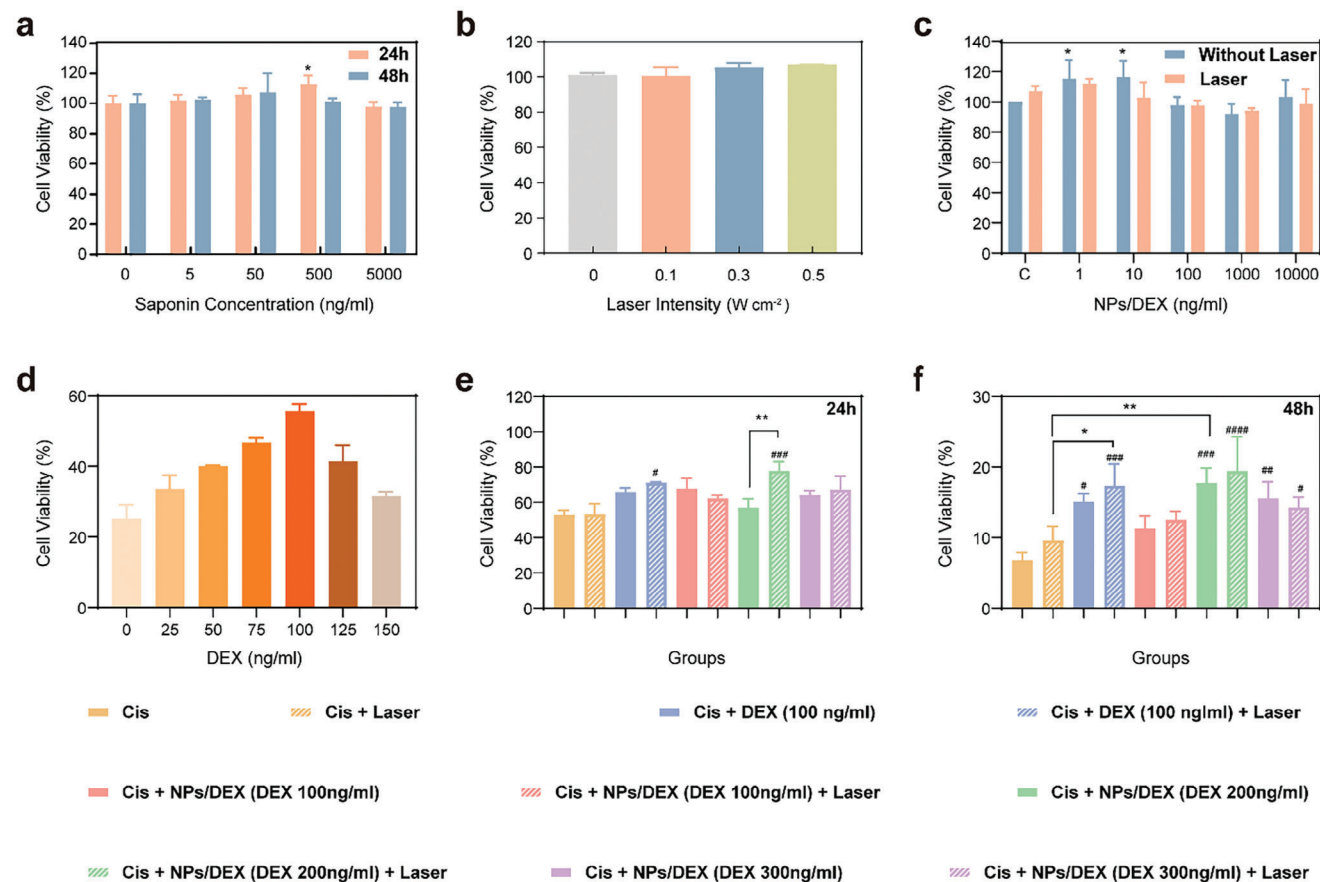 a
140
120
100
80
60
40
20
0
Cell Viability (%)
24h
48h
*
0 5 50 500 5000
Saponin Concentration (ng/ml)
b
120
100
80
60
40
20
0
Cell Viability (%)
0 0.1 0.3 0.5
Laser Intensity (W cm⁻²)
c
140
120
100
80
60
40
20
0
Cell Viability (%)
* *
Without Laser
Laser
C 1 10 100 1000 10000
NPs/DEX (ng/ml)
d
60
40
20
0
Cell Viability (%)
0 25 50 75 100 125 150
DEX (ng/ml)
e
120
100
80
60
40
20
0
Cell Viability (%)
24h
**
# ###
Groups
f
30
20
10
0
Cell Viability (%)
48h
**
*
# ### ### #### ## #
Groups
Cis
Cis + Laser
Cis + DEX (100 ng/ml)
Cis + DEX (100 ng/ml) + Laser
Cis + NPs/DEX (DEX 100ng/ml)
Cis + NPs/DEX (DEX 100ng/ml) + Laser
Cis + NPs/DEX (DEX 200ng/ml)
Cis + NPs/DEX (DEX 200ng/ml) + Laser
Cis + NPs/DEX (DEX 300ng/ml)
Cis + NPs/DEX (DEX 300ng/ml) + Laser